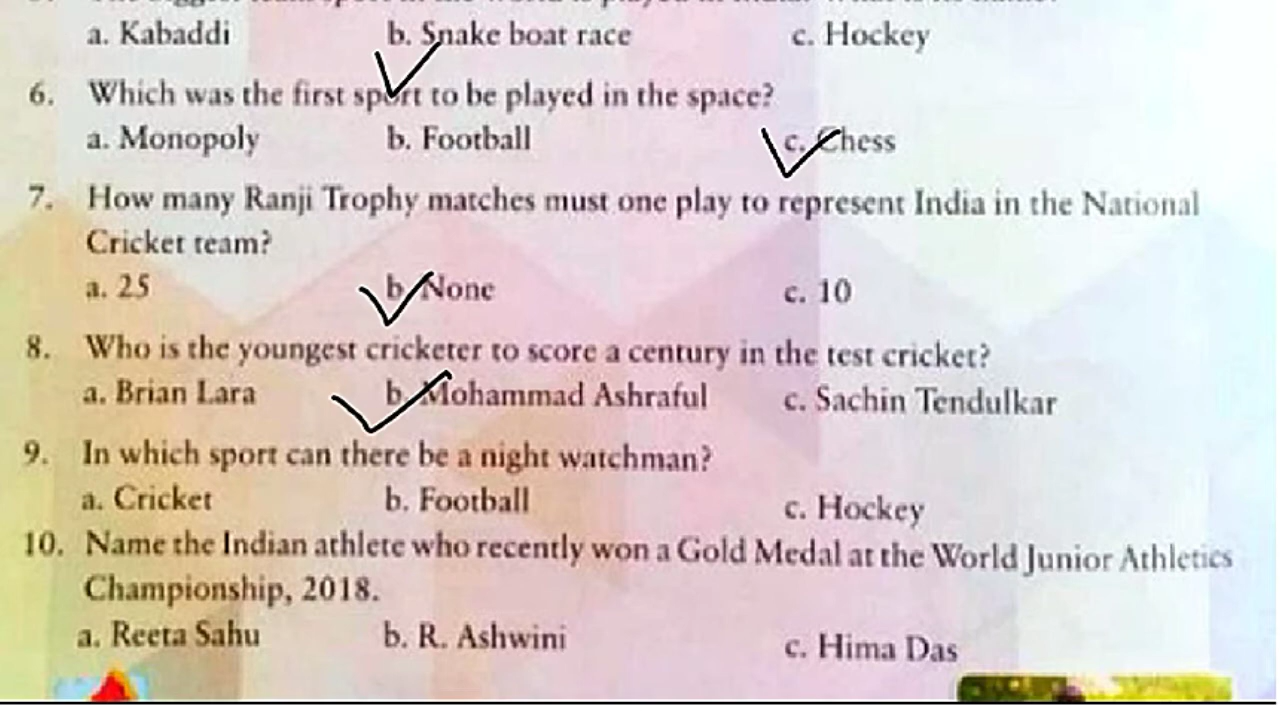 a. Kabaddi b. Snake boat race c. Hockey
6. Which was the first sport to be played in the space?
a. Monopoly b. Football c. Chess
7. How many Ranji Trophy matches must one play to represent India in the National
Cricket team?
a. 25 b. None c. 10
8. Who is the youngest cricketer to score a century in the test cricket?
a. Brian Lara b. Mohammad Ashraful c. Sachin Tendulkar
9. In which sport can there be a night watchman?
a. Cricket b. Football c. Hockey
10. Name the Indian athlete who recently won a Gold Medal at the World Junior Athletics
Championship, 2018.
a. Reeta Sahu b. R. Ashwini c. Hima Das